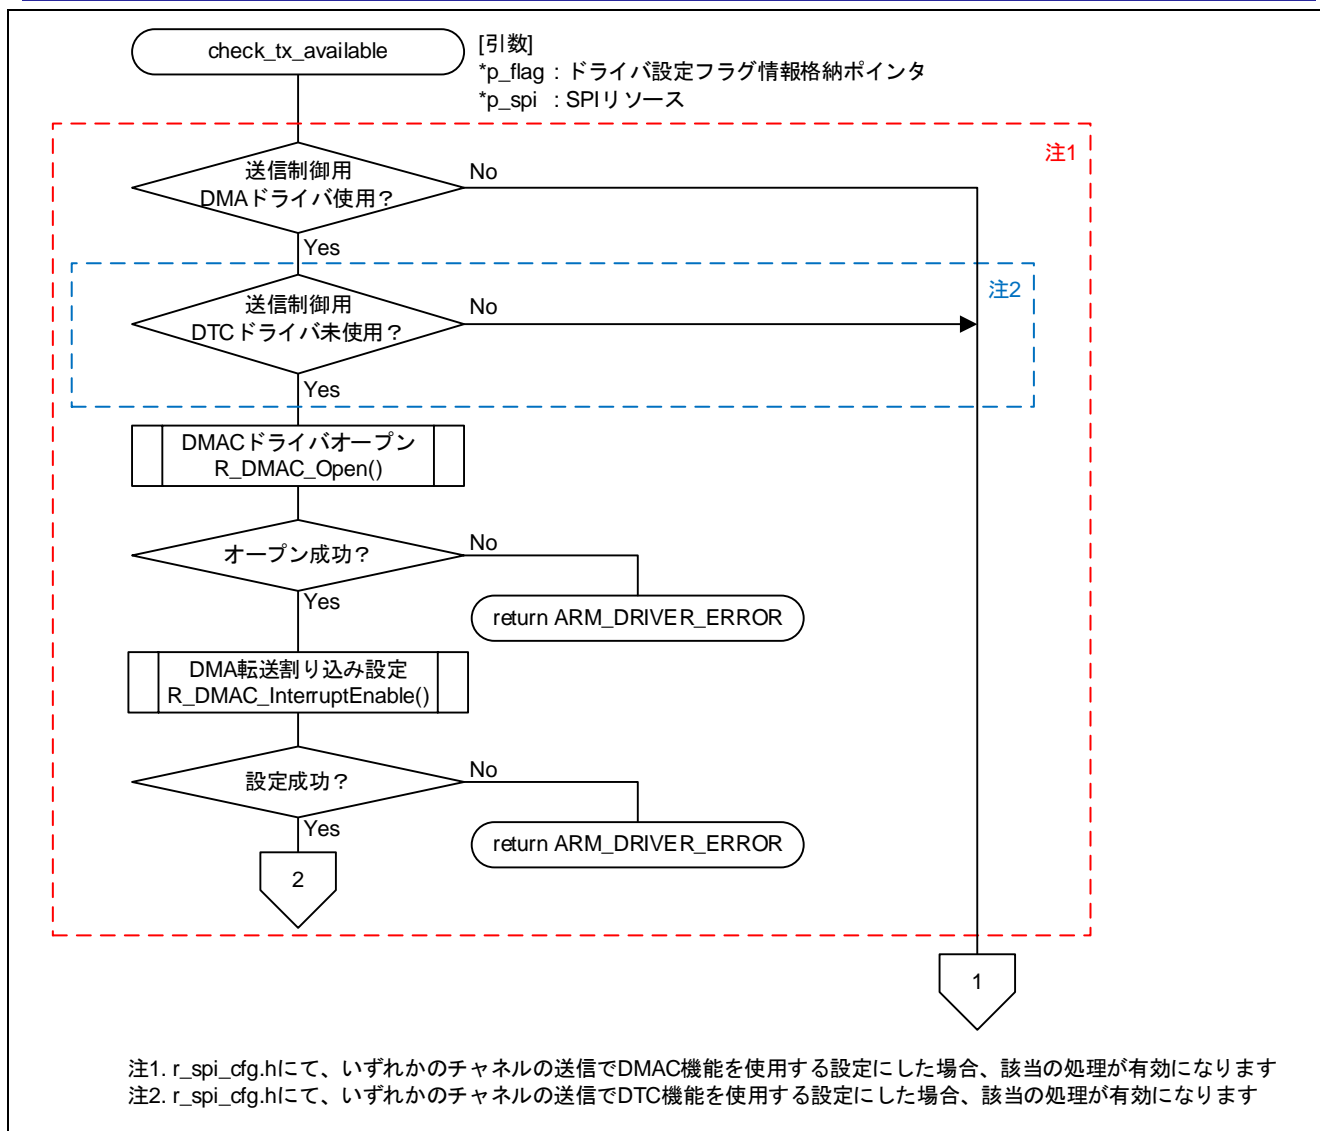 check_tx_available
[引数]
*p_flag : ドライバ設定フラグ情報格納ポインタ
*p_spi : SPIリソース
注1
送信制御用
DMAドライバ使用？
No
Yes
注2
送信制御用
DTCドライバ未使用？
No
Yes
DMACドライバオープン
R_DMAC_Open()
オープン成功？
No
Yes
return ARM_DRIVER_ERROR
DMA転送割り込み設定
R_DMAC_InterruptEnable()
設定成功？
No
Yes
return ARM_DRIVER_ERROR
2
1
注1. r_spi_cfg.hにて、いずれかのチャネルの送信でDMAC機能を使用する設定にした場合、該当の処理が有効になります
注2. r_spi_cfg.hにて、いずれかのチャネルの送信でDTC機能を使用する設定にした場合、該当の処理が有効になります